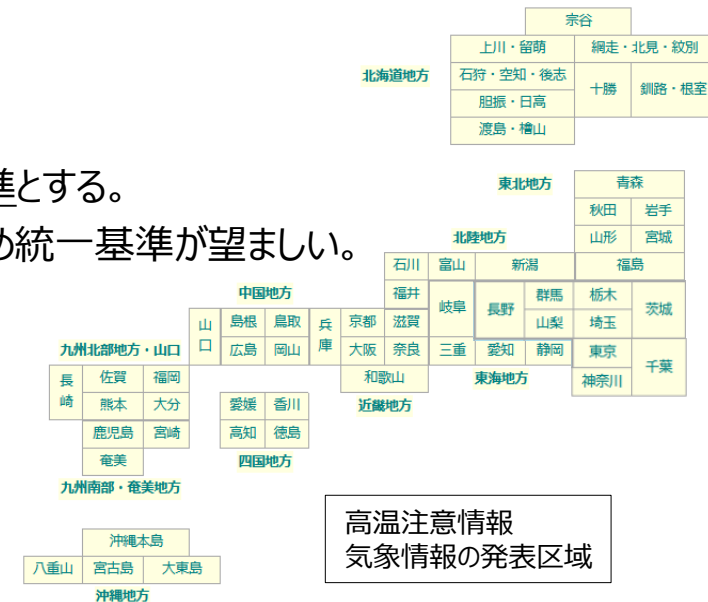 宗谷
上川・留萌
網走・北見・紋別
北海道地方
石狩・空知・後志
十勝
釧路・根室
胆振・日高
渡島・檜山
準とする。
め統一基準が望ましい。
東北地方
青森
秋田
岩手
山形
宮城
福島
北陸地方
石川
富山
新潟
福井
岐阜
長野
群馬
栃木
茨城
中国地方
山口
島根
鳥取
兵庫
京都
滋賀
山梨
埼玉
広島
岡山
大阪
奈良
三重
愛知
静岡
東京
千葉
九州北部地方・山口
長崎
佐賀
福岡
和歌山
東海地方
神奈川
熊本
大分
愛媛
香川
近畿地方
鹿児島
宮崎
高知
徳島
奄美
四国地方
九州南部・奄美地方
高温注意情報
気象情報の発表区域
沖縄本島
八重山
宮古島
大東島
沖縄地方